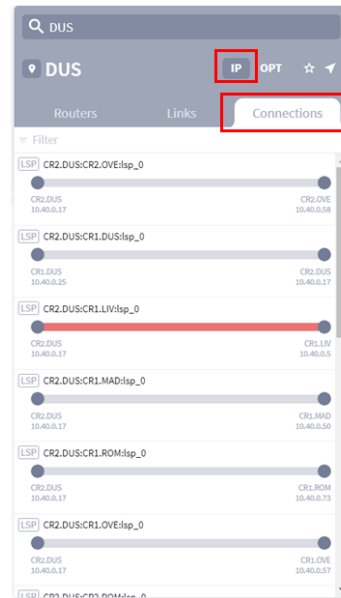 DUS
DUS IP OPT
Routers Links Connections
Filter
LSP CR2.DUS:CR2.OVE:lsp_0
CR2.DUS CR2.OVE
10.40.0.17 10.40.0.58
LSP CR2.DUS:CR1.DUS:lsp_0
CR1.DUS CR2.DUS
10.40.0.25 10.40.0.17
LSP CR2.DUS:CR1.LIV:lsp_0
CR2.DUS CR1.LIV
10.40.0.17 10.40.0.5
LSP CR2.DUS:CR1.MAD:lsp_0
CR2.DUS CR1.MAD
10.40.0.17 10.40.0.50
LSP CR2.DUS:CR1.ROM:lsp_0
CR2.DUS CR1.ROM
10.40.0.17 10.40.0.73
LSP CR2.DUS:CR1.OVE:lsp_0
CR2.DUS CR1.OVE
10.40.0.17 10.40.0.57
LSP CR2.DUS:CR2.ROM:lsp_0